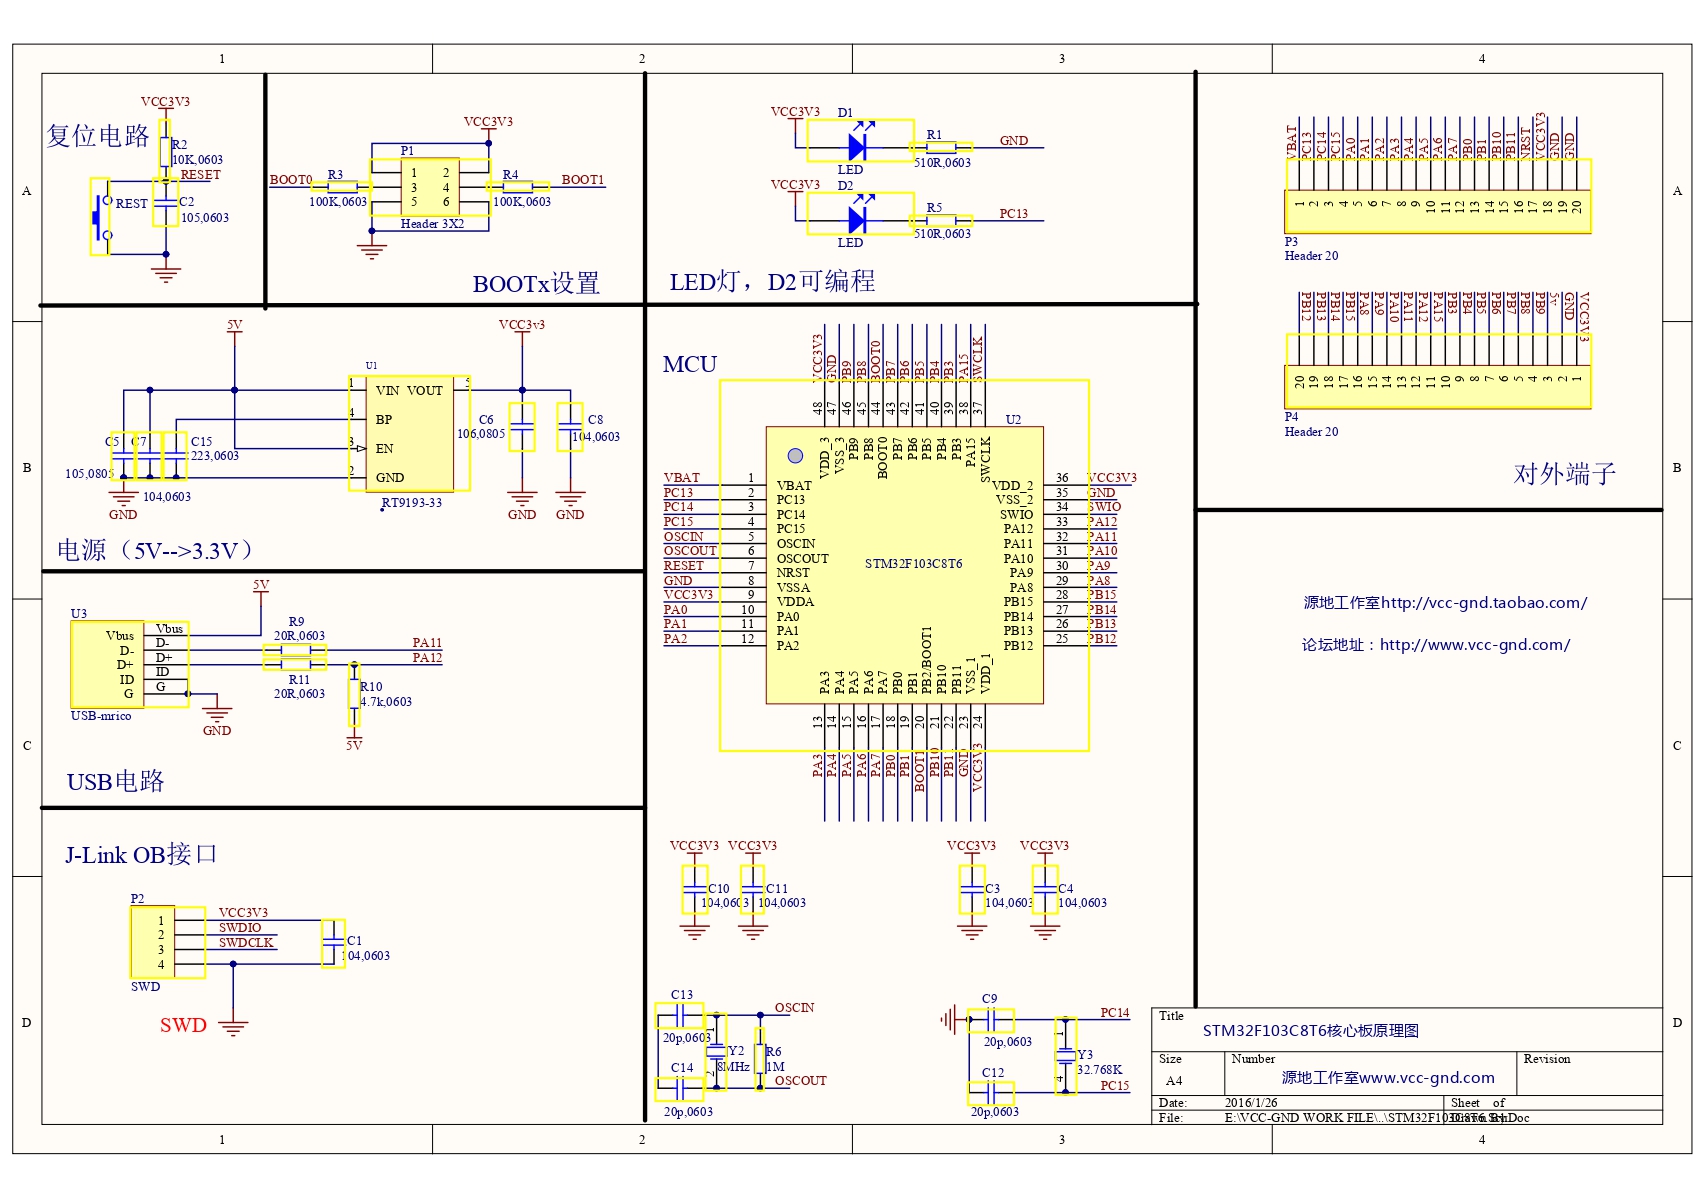 1 2 3 4
A
B
C
D
复位电路
VCC3V3
R2
10K,0603
RESET
REST
C2
105,0603
VCC3V3
P1
BOOT0
R3
100K,0603
1 2
3 4
5 6
R4
100K,0603
BOOT1
Header 3X2
BOOTx设置
VCC3V3
D1
LED
R1
510R,0603
GND
VCC3V3
D2
LED
R5
510R,0603
PC13
LED灯，D2可编程
VBAT
PC13
PC14
PC15
PA0
PA1
PA2
PA3
PA4
PA5
PA6
PA7
PB0
PB1
PB10
PB11
NRST
VCC3V3
GND
GND
1 2 3 4 5 6 7 8 9 10 11 12 13 14 15 16 17 18 19 20
P3
Header 20
PB12
PB13
PB14
PB15
PA8
PA9
PA10
PA11
PA12
PA15
PB3
PB4
PB5
PB6
PB7
PB8
PB9
5v
GND
VCC3V3
20 19 18 17 16 15 14 13 12 11 10 9 8 7 6 5 4 3 2 1
P4
Header 20
对外端子
5V
U1
1 VIN VOUT 5
4 BP
3 EN
2 GND
RT9193-33
C5
105,0805
C7
104,0603
C15
223,0603
GND
VCC3v3
C6
106,0805
C8
104,0603
GND
GND
电源（5V-->3.3V）
U3
Vbus Vbus
D- D-
D+ D+
ID ID
G G
USB-mrico
5V
GND
R9
20R,0603
R11
20R,0603
PA11
PA12
R10
4.7k,0603
5V
USB电路
J-Link OB接口
P2
1 VCC3V3
2 SWDIO
3 SWDCLK
4
SWD
C1
104,0603
SWD
MCU
U2
STM32F103C8T6
VCC3V3 48 VDD_3
GND 47 VSS_3
PB9 46 PB9
PB8 45 PB8
BOOT0 44 BOOT0
PB7 43 PB7
PB6 42 PB6
PB5 41 PB5
PB4 40 PB4
PB3 39 PB3
PA15 38 PA15
SWCLK 37 SWCLK
VBAT 1 VBAT
PC13 2 PC13
PC14 3 PC14
PC15 4 PC15
OSCIN 5 OSCIN
OSCOUT 6 OSCOUT
RESET 7 NRST
GND 8 VSSA
VCC3V3 9 VDDA
PA0 10 PA0
PA1 11 PA1
PA2 12 PA2
VDD_2 36 VCC3V3
VSS_2 35 GND
SWIO 34 SWIO
PA12 33 PA12
PA11 32 PA11
PA10 31 PA10
PA9 30 PA9
PA8 29 PA8
PB15 28 PB15
PB14 27 PB14
PB13 26 PB13
PB12 25 PB12
PA3 13 PA3
PA4 14 PA4
PA5 15 PA5
PA6 16 PA6
PA7 17 PA7
PB0 18 PB0
PB1 19 PB1
PB2/BOOT1 20 BOOT1
PB10 21 PB10
PB11 22 PB11
VSS_1 23 GND
VDD_1 24 VCC3V3
VCC3V3 VCC3V3 VCC3V3 VCC3V3
C10
104,0603
C11
104,0603
C3
104,0603
C4
104,0603
C13
20p,0603
C14
20p,0603
1
2
Y2
8MHz
R6
1M
OSCIN
OSCOUT
C9
20p,0603
C12
20p,0603
1
4
Y3
32.768K
PC14
PC15
源地工作室http://vcc-gnd.taobao.com/
论坛地址：http://www.vcc-gnd.com/
Title
STM32F103C8T6核心板原理图
Size
A4
Number
源地工作室www.vcc-gnd.com
Revision
Date: 2016/1/26
Sheet of
File: E:\VCC-GND WORK FILE\..\STM32F103C8T6.SchDoc
Drawn By:
A
B
C
D
1 2 3 4